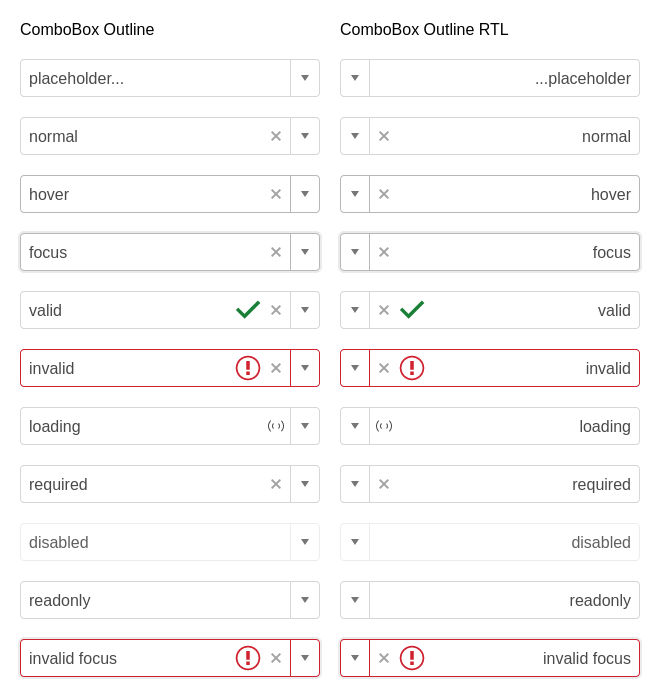 ComboBox Outline
placeholder...
normal
hover
focus
valid
invalid
loading
required
disabled
readonly
invalid focus
ComboBox Outline RTL
...placeholder
normal
hover
focus
valid
invalid
loading
required
disabled
readonly
invalid focus